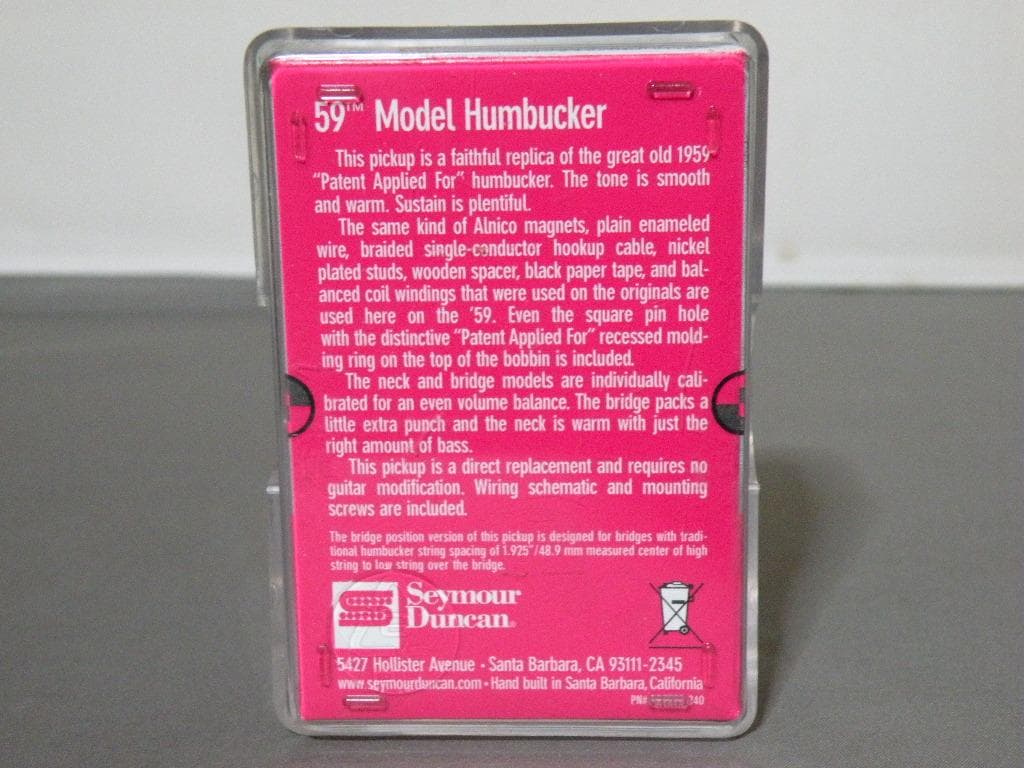 59™ Model Humbucker
This pickup is a faithful replica of the great old 1959
"Patent Applied For" humbucker. The tone is smooth
and warm. Sustain is plentiful.
The same kind of Alnico magnets, plain enameled
wire, braided single-conductor hookup cable, nickel
plated studs, wooden spacer, black paper tape, and bal-
anced coil windings that were used on the originals are
used here on the '59. Even the square pin hole
with the distinctive "Patent Applied For" recessed mold-
ing ring on the top of the bobbin is included.
The neck and bridge models are individually cali-
brated for an even volume balance. The bridge packs a
little extra punch and the neck is warm with just the
right amount of bass.
This pickup is a direct replacement and requires no
guitar modification. Wiring schematic and mounting
screws are included.
The bridge position version of this pickup is designed for bridges with tradi-
tional humbucker string spacing of 1.925"/48.9 mm measured center of high
string to low string over the bridge.
Seymour
Duncan®
5427 Hollister Avenue • Santa Barbara, CA 93111-2345
www.seymourduncan.com • Hand built in Santa Barbara, California
PN#